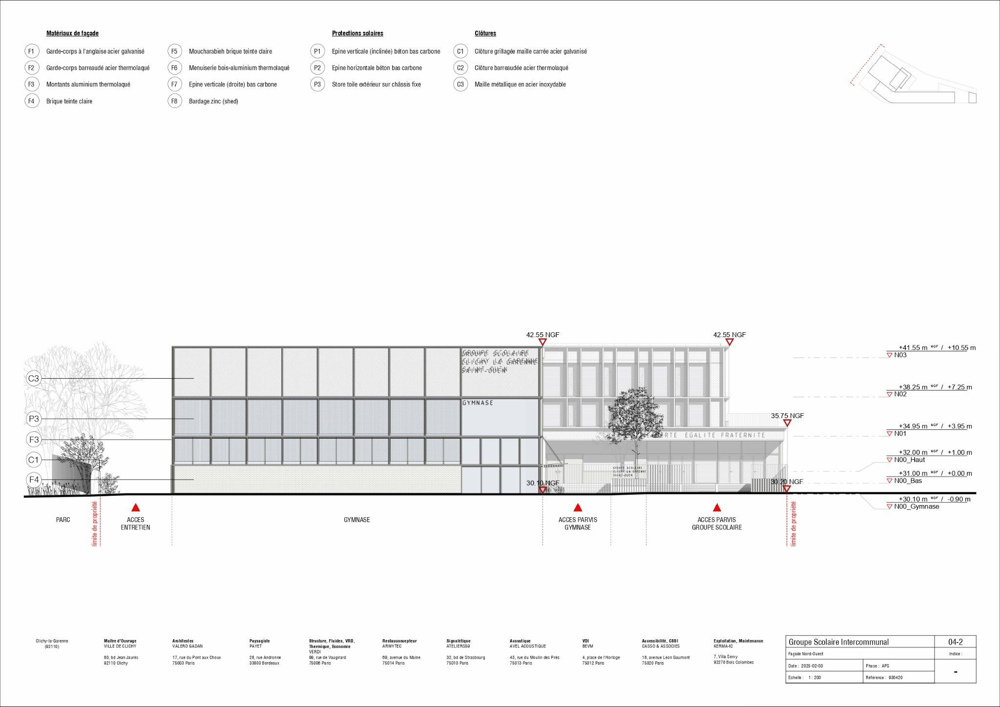 Matériaux de façade
F1 Garde-corps à l'anglaise acier galvanisé
F2 Garde-corps barreaudé acier thermolaqué
F3 Montants aluminium thermolaqué
F4 Brique teinte claire
F5 Moucharabieh brique teinte claire
F6 Menuiserie bois-aluminium thermolaqué
F7 Epine verticale (droite) bas carbone
F8 Bardage zinc (shed)
Protections solaires
P1 Epine verticale (inclinée) béton bas carbone
P2 Epine horizontale béton bas carbone
P3 Store toile extérieur sur châssis fixe
Clôtures
C1 Clôture grillagée maille carrée acier galvanisé
C2 Clôture barreaudée acier thermolaqué
C3 Maille métallique en acier inoxydable
42.55 NGF
42.55 NGF
35.75 NGF
30.10 NGF
30.20 NGF
GROUPE SCOLAIRE
CLICHY LA GARENNE
SAINT-OUEN
GYMNASE
ERTE EGALITE FRATERNITE
GROUPE SCOLAIRE
CLICHY LA GARENNE
SAINT-OUEN
C3
P3
F3
C1
F4
+41.55 m NGF / +10.55 m
N03
+38.25 m NGF / +7.25 m
N02
+34.95 m NGF / +3.95 m
N01
+32.00 m NGF / +1.00 m
N00_Haut
+31.00 m NGF / +0.00 m
N00_Bas
+30.10 m NGF / -0.90 m
N00_Gymnase
PARC
limite de propriété
ACCES
ENTRETIEN
GYMNASE
ACCES PARVIS
GYMNASE
ACCES PARVIS
GROUPE SCOLAIRE
limite de propriété
Clichy-la-Garenne
(92110)
Maître d'Ouvrage
VILLE DE CLICHY
80, bd Jean Jaurès
92110 Clichy
Architectes
VALERO GADAN
17, rue du Pont aux Choux
75003 Paris
Paysagiste
PAYET
28, rue Andronne
33800 Bordeaux
Structure, Fluides, VRD,
Thermique, Economie
VERDI
99, rue de Vaugirard
75006 Paris
Restauconcepteur
ARWYTEC
69, avenue du Maine
75014 Paris
Signalétique
ATELIERS59
32, bd de Strasbourg
75010 Paris
Acoustique
AVEL ACOUSTIQUE
43, rue du Moulin des Près
75013 Paris
VDI
BEVM
4, place de l'Horloge
75012 Paris
Accessibilité, CSSI
CASSO & ASSOCIES
18, avenue Léon Gaumont
75020 Paris
Exploitation, Maintenance
KERMA-IC
7, Villa Servy
92270 Bois Colombes
Groupe Scolaire Intercommunal
04-2
Façade Nord-Ouest
Indice :
Date : 2025-02-03
Phase : APS
-
Echelle : 1 : 200
Référence : 930420